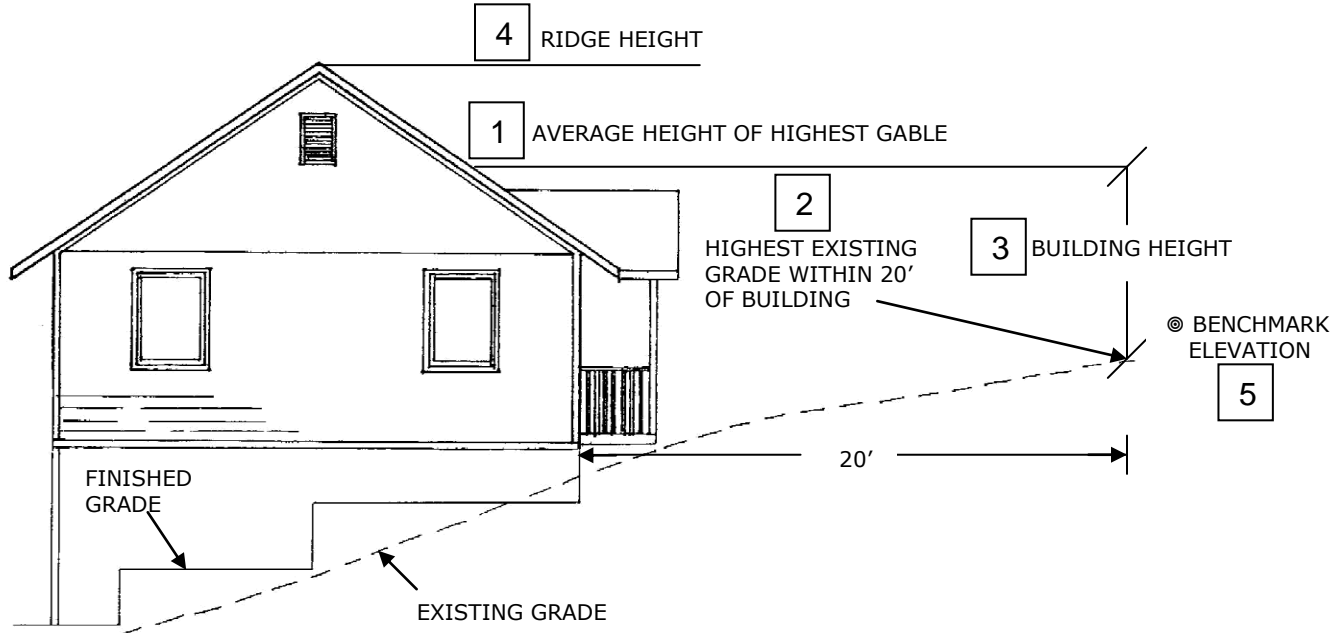 4 RIDGE HEIGHT
1 AVERAGE HEIGHT OF HIGHEST GABLE
2
HIGHEST EXISTING
GRADE WITHIN 20’
OF BUILDING
3 BUILDING HEIGHT
◎ BENCHMARK
ELEVATION
5
20’
FINISHED
GRADE
EXISTING GRADE